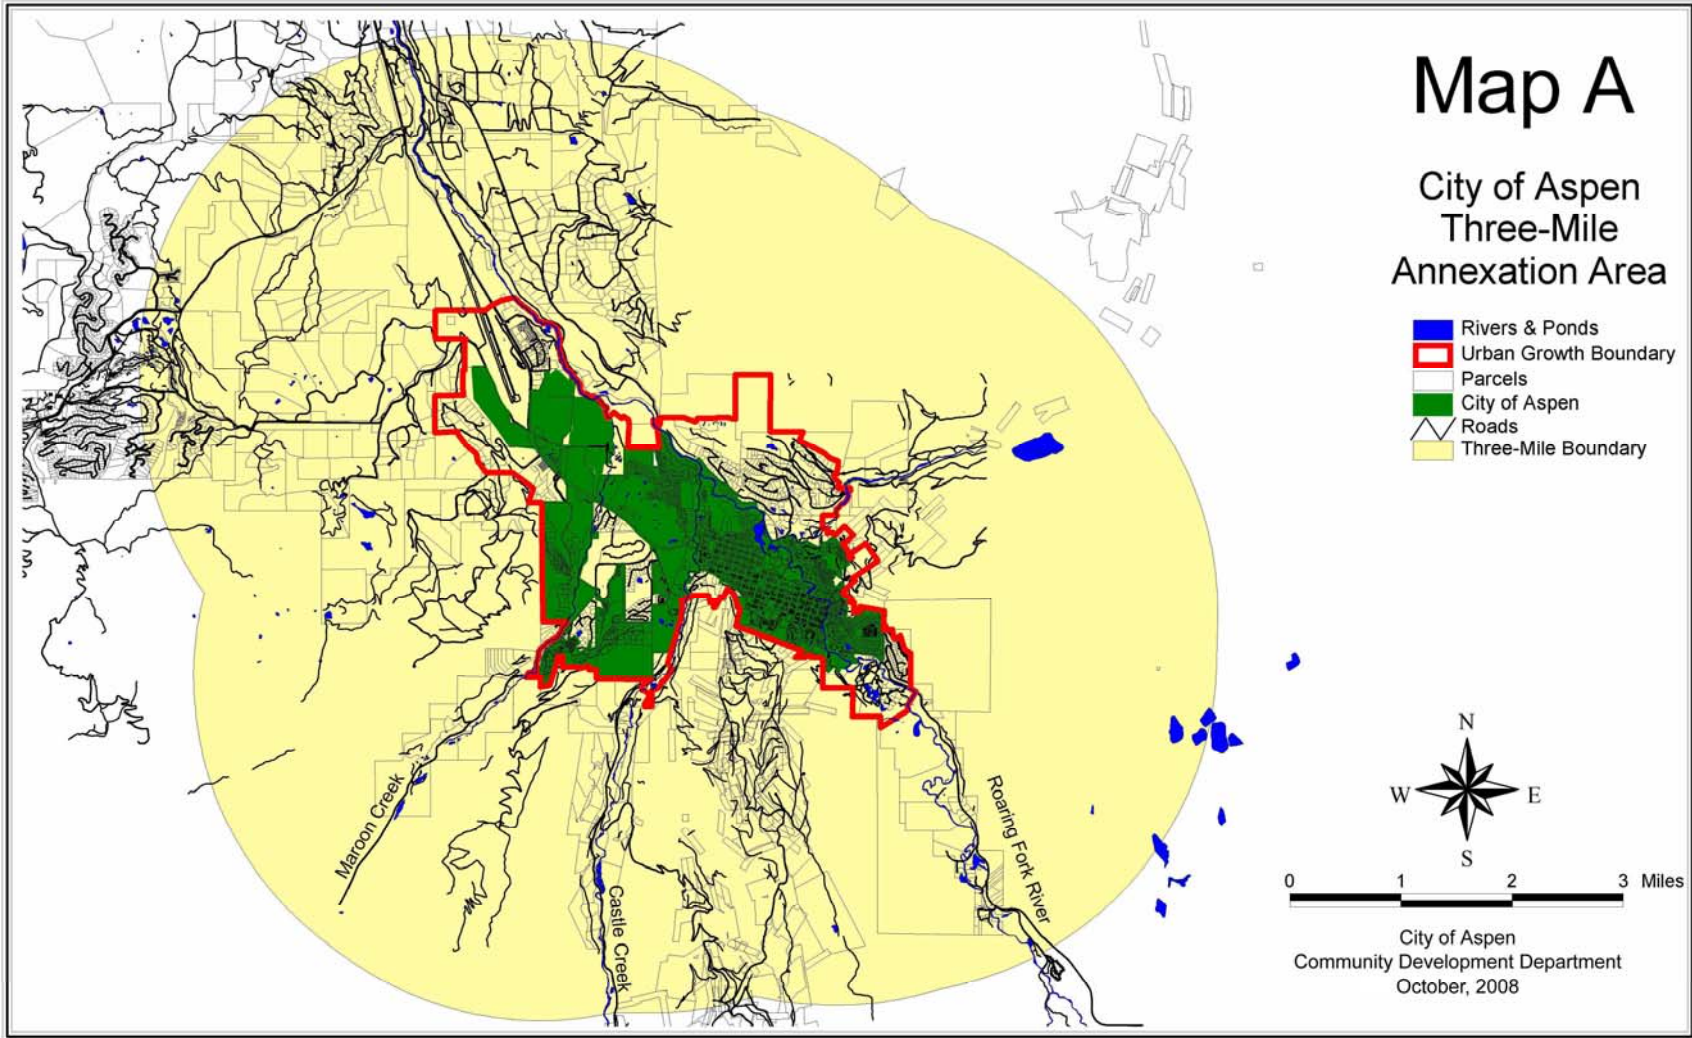 Map A
City of Aspen
Three-Mile
Annexation Area
Rivers & Ponds
Urban Growth Boundary
Parcels
City of Aspen
Roads
Three-Mile Boundary
Maroon Creek
Castle Creek
Roaring Fork River
N
W E
S
0 1 2 3 Miles
City of Aspen
Community Development Department
October, 2008